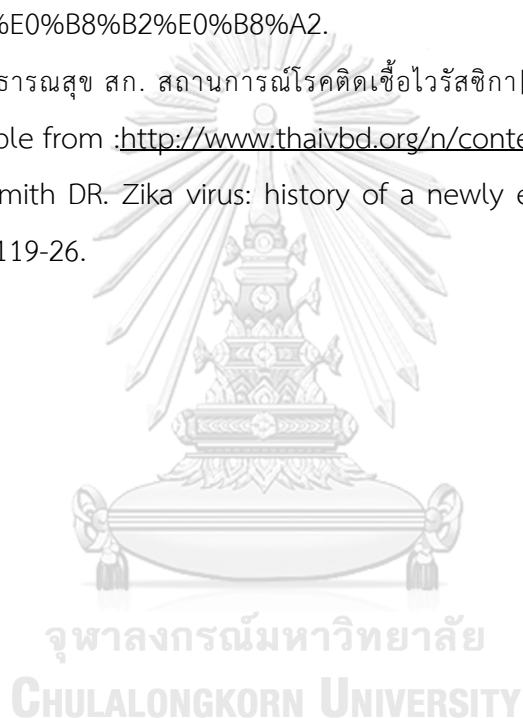 %E0%B8%B2%E0%B8%A2.
ธารณสุข สก. สถานการณ์โรคติดเชื้อไวรัสซิกา|
ble from :http://www.thaivbd.org/n/conte
mith DR. Zika virus: history of a newly e
119-26.
จุฬาลงกรณ์มหาวิทยาลัย
CHULALONGKORN UNIVERSITY